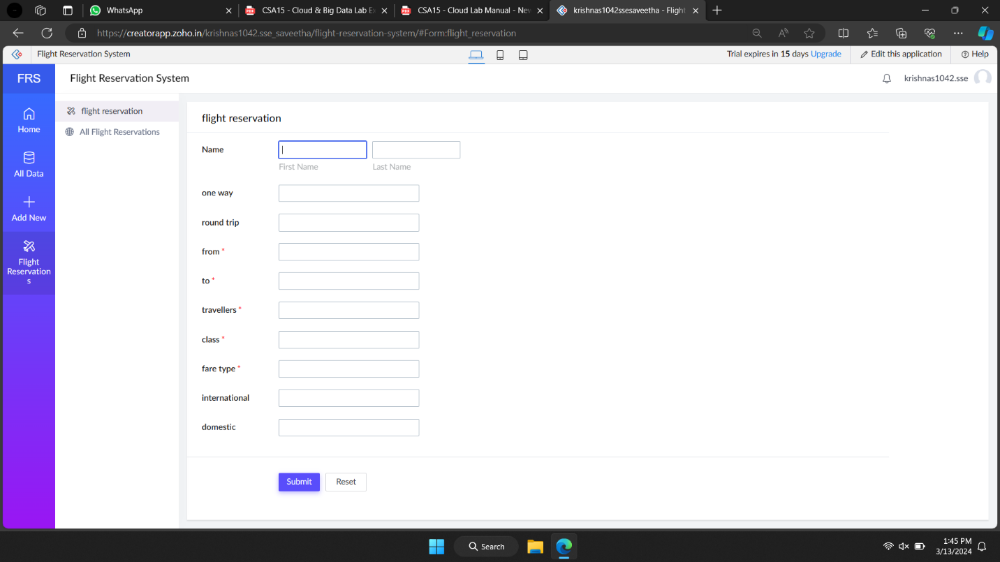 WhatsApp
CSA15 - Cloud & Big Data Lab Ex
CSA15 - Cloud Lab Manual - New
krishnas1042ssesaveetha - Flight
https://creatorapp.zoho.in/krishnas1042.sse_saveetha/flight-reservation-system/#Form:flight_reservation
Flight Reservation System
Trial expires in 15 days Upgrade
Edit this application
Help
FRS
Flight Reservation System
krishnas1042.sse
Home
All Data
Add New
Flight
Reservation
s
flight reservation
All Flight Reservations
flight reservation
Name
First Name
Last Name
one way
round trip
from *
to *
travellers *
class *
fare type *
international
domestic
Submit
Reset
Search
1:45 PM
3/13/2024